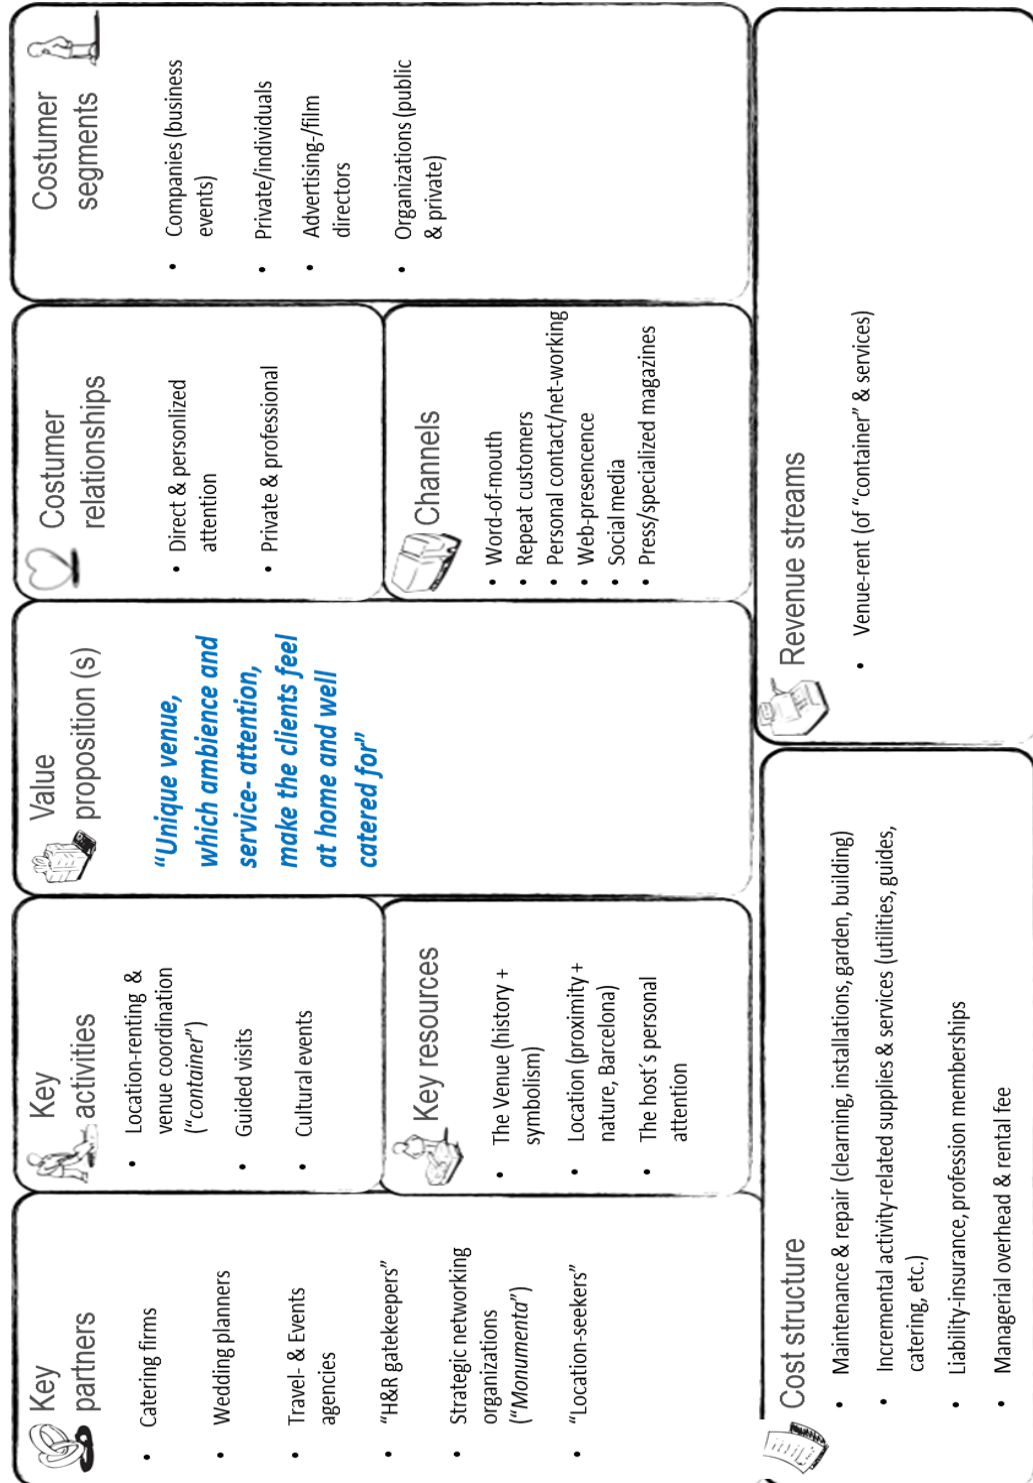 Key
partners
• Catering firms
• Wedding planners
• Travel- & Events
agencies
• “H&R gatekeepers”
• Strategic networking
organizations
(“Monumenta”)
• “Location-seekers”
Key
activities
• Location-renting &
venue coordination
(“container”)
• Guided visits
• Cultural events
Key resources
• The Venue (history +
symbolism)
• Location (proximity +
nature, Barcelona)
• The host´s personal
attention
Value
proposition (s)
“Unique venue,
which ambience and
service- attention,
make the clients feel
at home and well
catered for”
Costumer
relationships
• Direct & personlized
attention
• Private & professional
Channels
• Word-of-mouth
• Repeat customers
• Personal contact/net-working
• Web-presencence
• Social media
• Press/specialized magazines
Costumer
segments
• Companies (business
events)
• Private/individuals
• Advertising-/film
directors
• Organizations (public
& private)
Cost structure
• Maintenance & repair (clearning, installations, garden, building)
• Incremental activity-related supplies & services (utilities, guides,
catering, etc.)
• Liability-insurance, profession memberships
• Managerial overhead & rental fee
Revenue streams
• Venue-rent (of “container” & services)